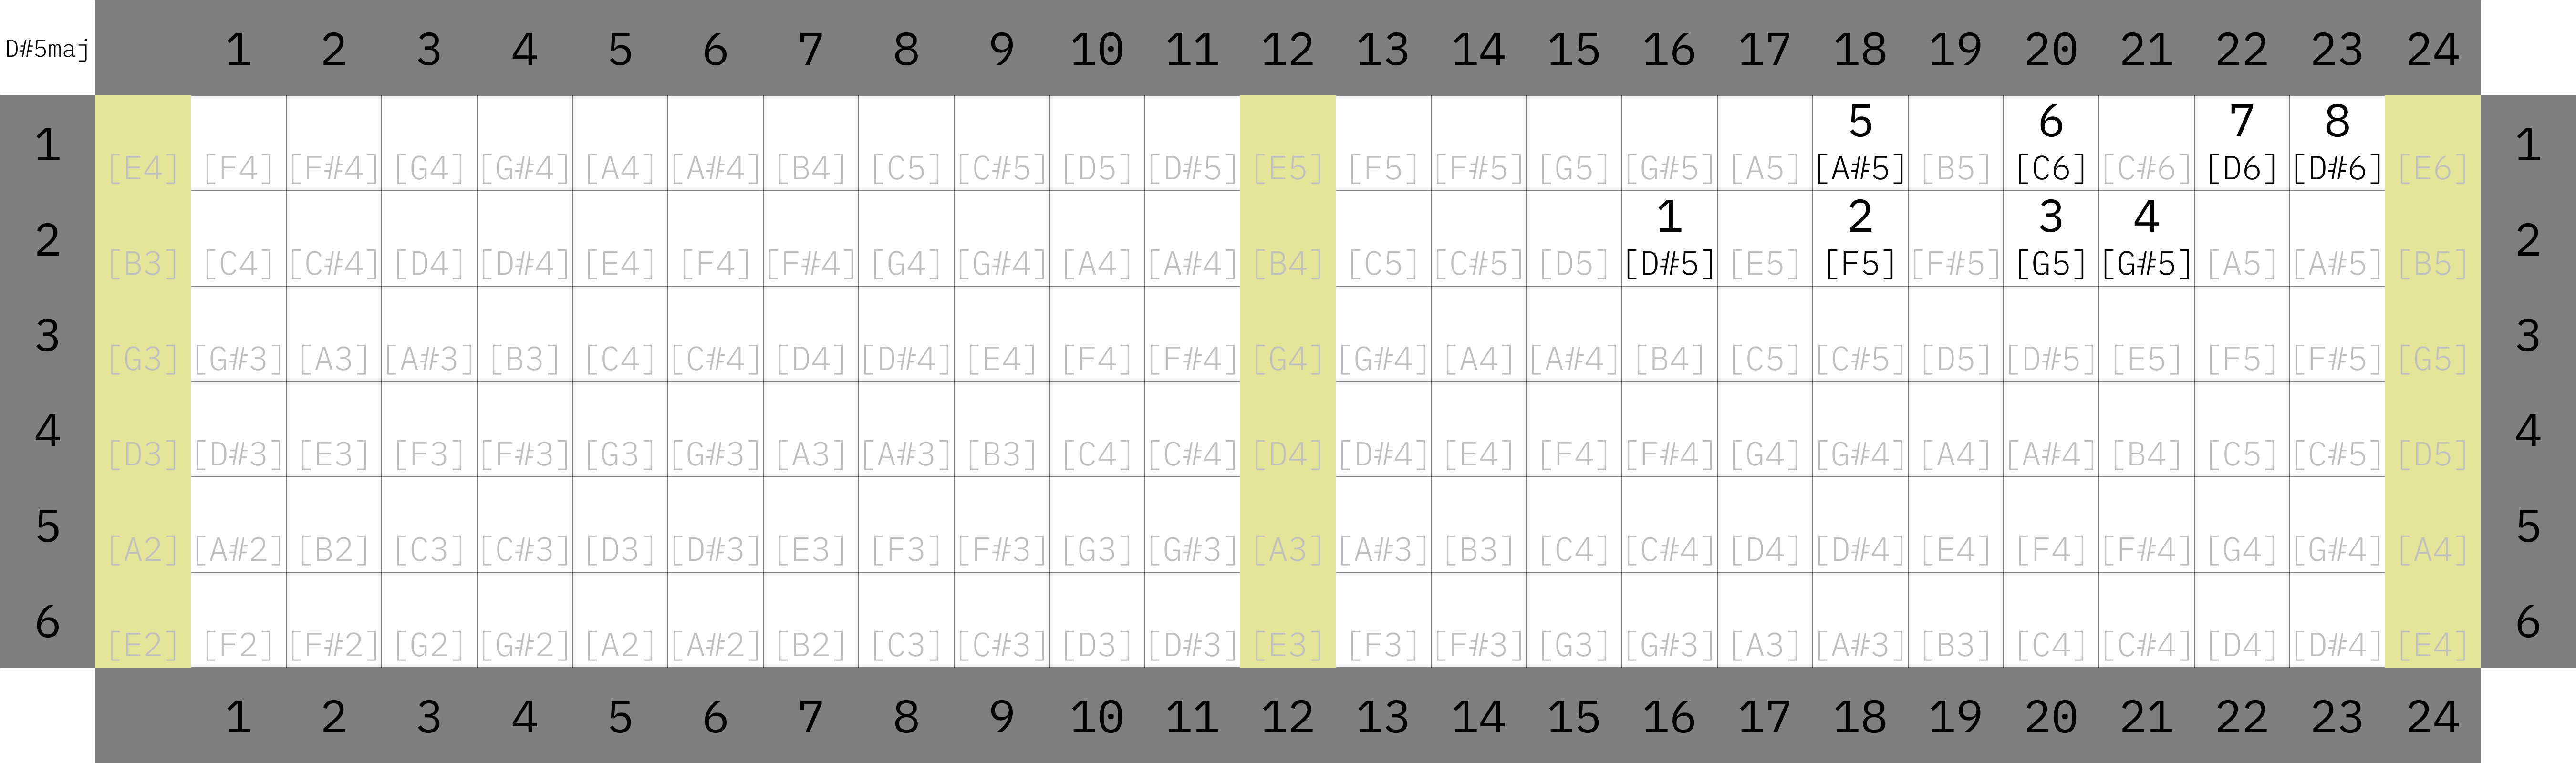 D#5maj 1 2 3 4 5 6 7 8 9 10 11 12 13 14 15 16 17 18 19 20 21 22 23 24
5 6 7 8
1 [E4] [F4] [F#4] [G4] [G#4] [A4] [A#4] [B4] [C5] [C#5] [D5] [D#5] [E5] [F5] [F#5] [G5] [G#5] [A5] [A#5] [B5] [C6] [C#6] [D6] [D#6] [E6] 1
1 2 3 4
2 [B3] [C4] [C#4] [D4] [D#4] [E4] [F4] [F#4] [G4] [G#4] [A4] [A#4] [B4] [C5] [C#5] [D5] [D#5] [E5] [F5] [F#5] [G5] [G#5] [A5] [A#5] [B5] 2
3 [G3] [G#3] [A3] [A#3] [B3] [C4] [C#4] [D4] [D#4] [E4] [F4] [F#4] [G4] [G#4] [A4] [A#4] [B4] [C5] [C#5] [D5] [D#5] [E5] [F5] [F#5] [G5] 3
4 [D3] [D#3] [E3] [F3] [F#3] [G3] [G#3] [A3] [A#3] [B3] [C4] [C#4] [D4] [D#4] [E4] [F4] [F#4] [G4] [G#4] [A4] [A#4] [B4] [C5] [C#5] [D5] 4
5 [A2] [A#2] [B2] [C3] [C#3] [D3] [D#3] [E3] [F3] [F#3] [G3] [G#3] [A3] [A#3] [B3] [C4] [C#4] [D4] [D#4] [E4] [F4] [F#4] [G4] [G#4] [A4] 5
6 [E2] [F2] [F#2] [G2] [G#2] [A2] [A#2] [B2] [C3] [C#3] [D3] [D#3] [E3] [F3] [F#3] [G3] [G#3] [A3] [A#3] [B3] [C4] [C#4] [D4] [D#4] [E4] 6
1 2 3 4 5 6 7 8 9 10 11 12 13 14 15 16 17 18 19 20 21 22 23 24